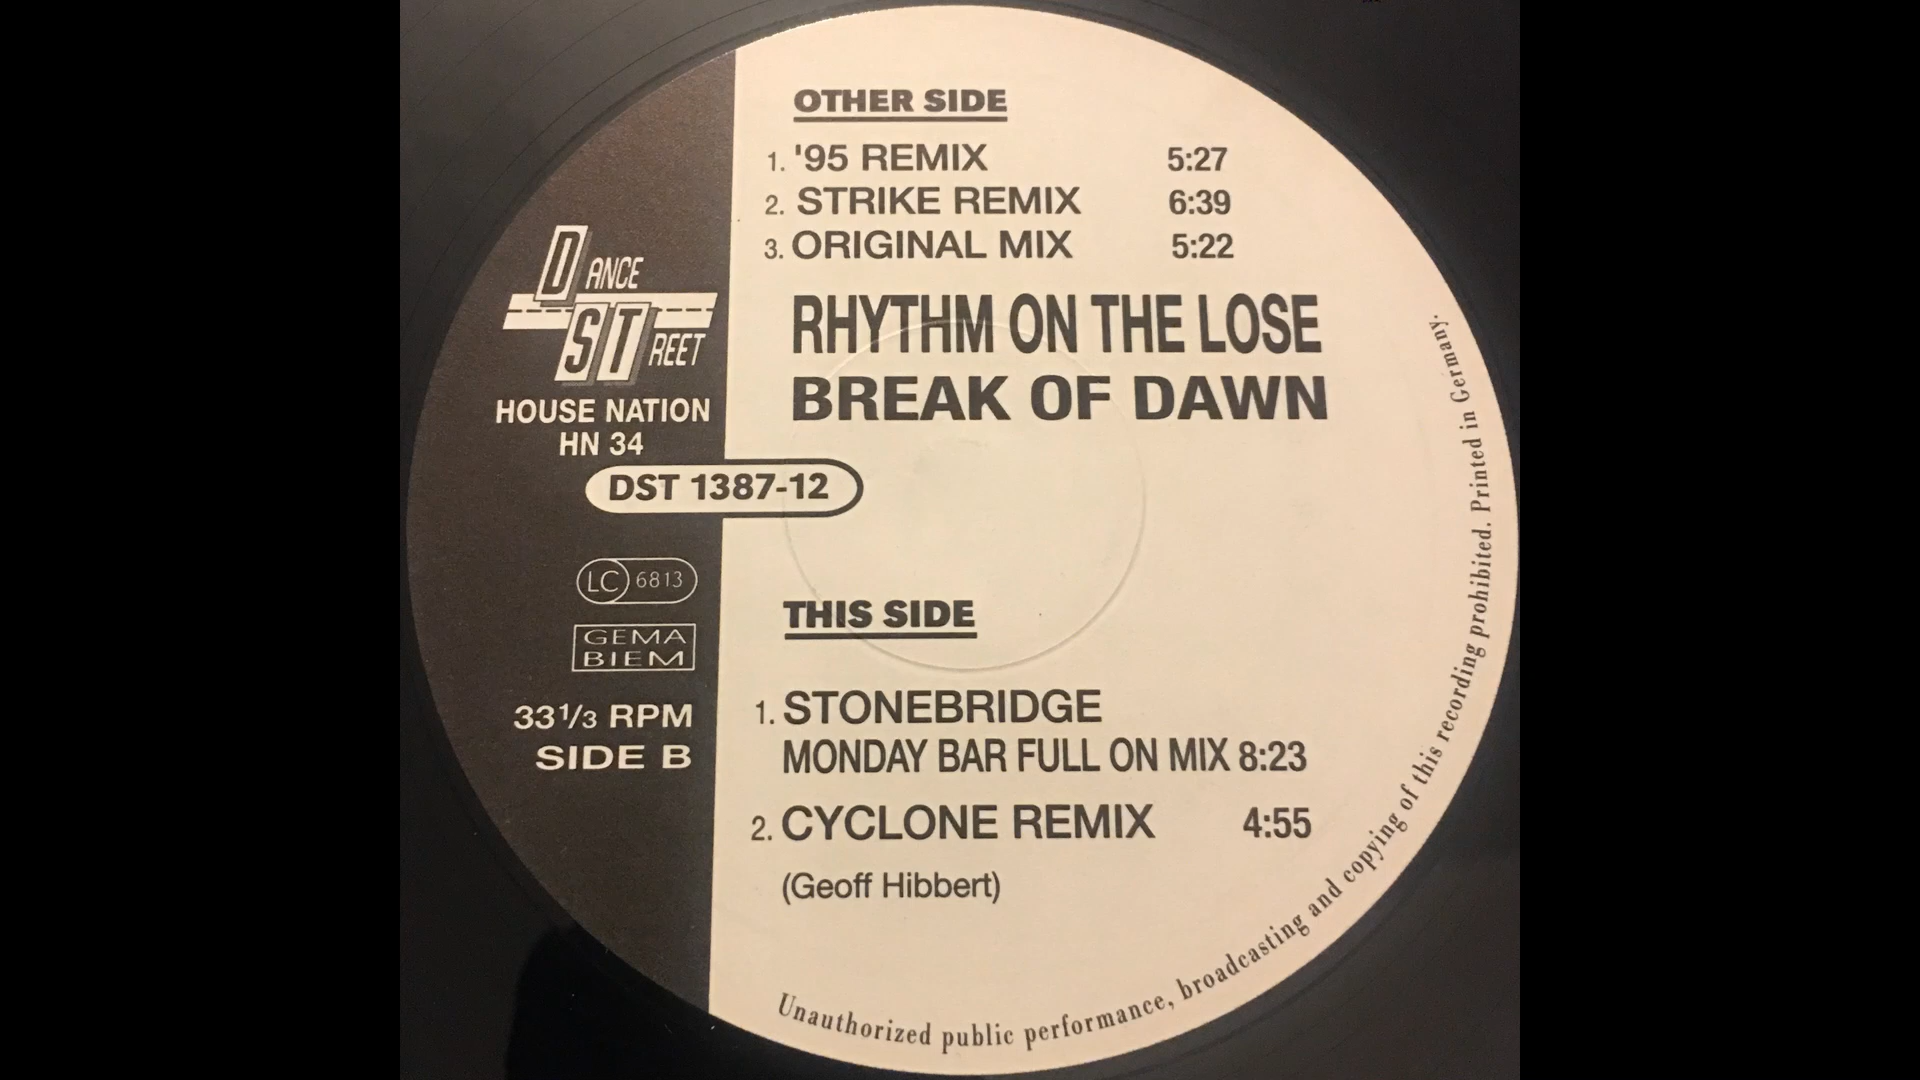 OTHER SIDE
1. '95 REMIX 5:27
2. STRIKE REMIX 6:39
3. ORIGINAL MIX 5:22
RHYTHM ON THE LOSE
BREAK OF DAWN
DANCE
STREET
HOUSE NATION
HN 34
DST 1387-12
LC 6813
GEMA
BIEM
33 1/3 RPM
SIDE B
THIS SIDE
1. STONEBRIDGE
MONDAY BAR FULL ON MIX 8:23
2. CYCLONE REMIX 4:55
(Geoff Hibbert)
Unauthorized public performance, broadcasting and copying of this recording prohibited. Printed in Germany.